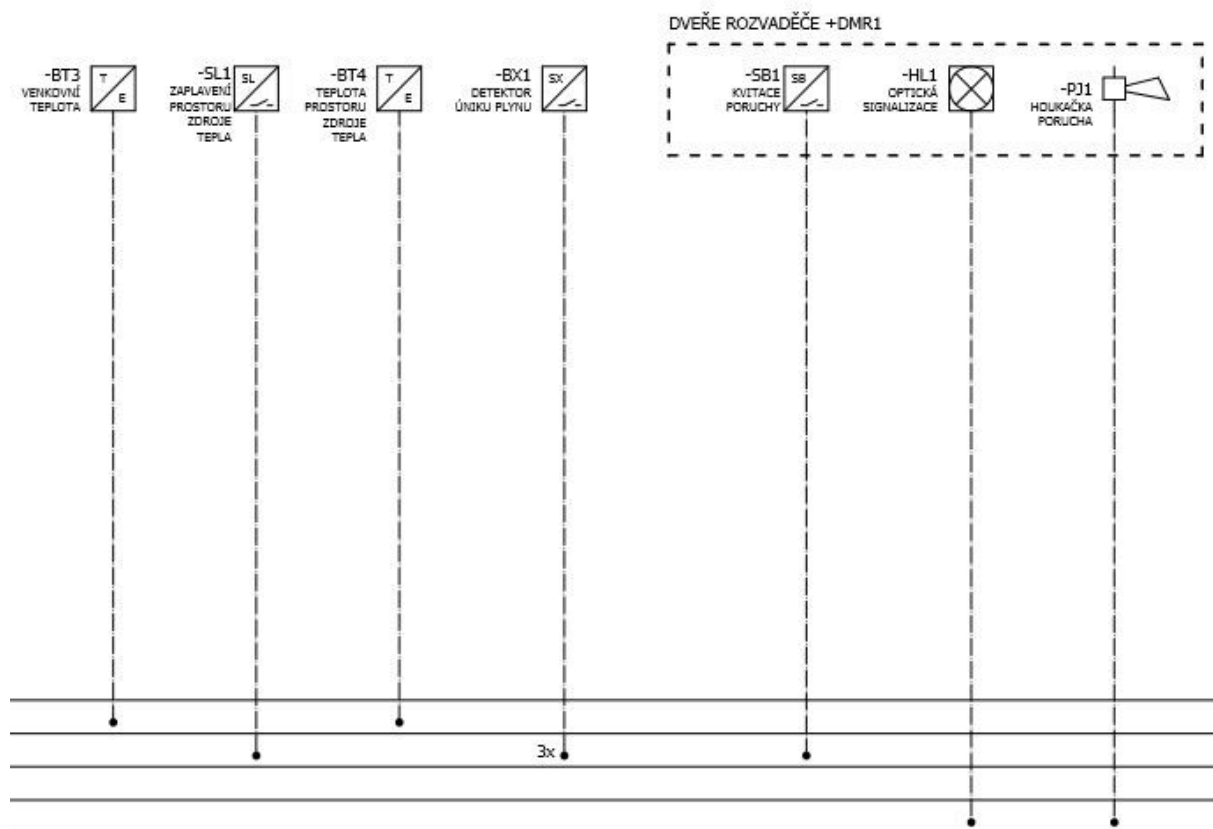 DVEŘE ROZVADĚČE +DMR1
-BT3
VENKOVNÍ
TEPLOTA
T
E
-SL1
ZAPLAVENÍ
PROSTORU
ZDROJE
TEPLA
SL
-BT4
TEPLOTA
PROSTORU
ZDROJE
TEPLA
T
E
-BX1
DETEKTOR
ÚNIKU PLYNU
SX
-SB1
KVITACE
PORUCHY
SB
-HL1
OPTICKÁ
SIGNALIZACE
-PJ1
HOUKAČKA
PORUCHA
3x